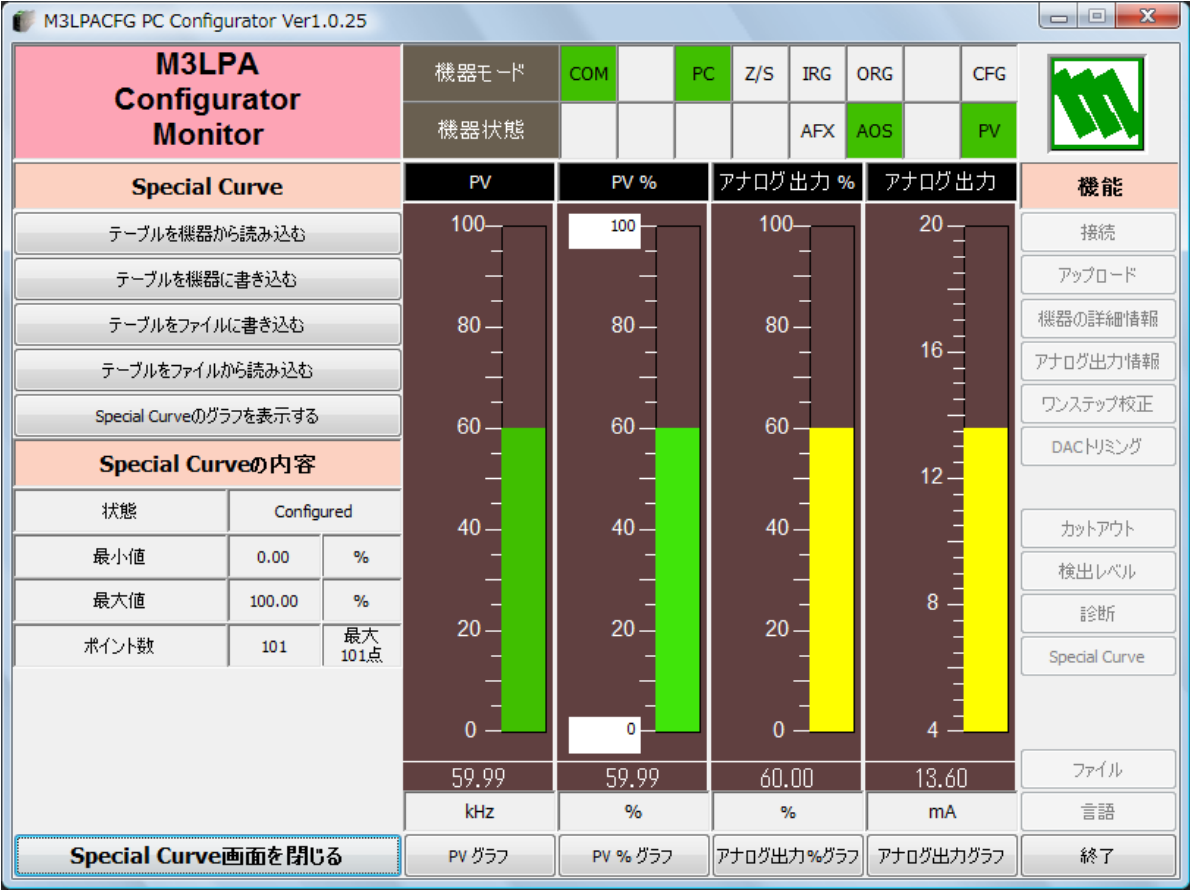 M3LPACFG PC Configurator Ver1.0.25
M3LPA
Configurator
Monitor
機器モード
COM
PC
Z/S
IRG
ORG
CFG
機器状態
AFX
AOS
PV
Special Curve
テーブルを機器から読み込む
テーブルを機器に書き込む
テーブルをファイルに書き込む
テーブルをファイルから読み込む
Special Curveのグラフを表示する
Special Curveの内容
状態
Configured
最小値
0.00
%
最大値
100.00
%
ポイント数
101
最大
101点
Special Curve画面を閉じる
PV
100
80
60
40
20
0
59.99
kHz
PV グラフ
PV %
100
80
60
40
20
0
59.99
%
PV % グラフ
アナログ出力 %
100
80
60
40
20
0
60.00
%
アナログ出力%グラフ
アナログ出力
20
16
12
8
4
13.60
mA
アナログ出力グラフ
機能
接続
アップロード
機器の詳細情報
アナログ出力情報
ワンステップ校正
DACトリミング
カットアウト
検出レベル
診断
Special Curve
ファイル
言語
終了